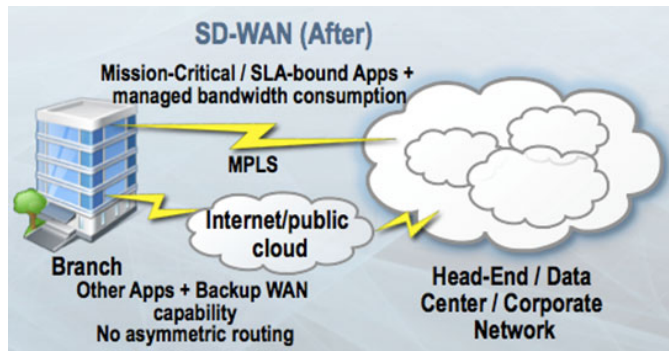 SD-WAN (After)
Mission-Critical / SLA-bound Apps +
managed bandwidth consumption
MPLS
Internet/public
cloud
Branch
Other Apps + Backup WAN
capability
No asymmetric routing
Head-End / Data
Center / Corporate
Network